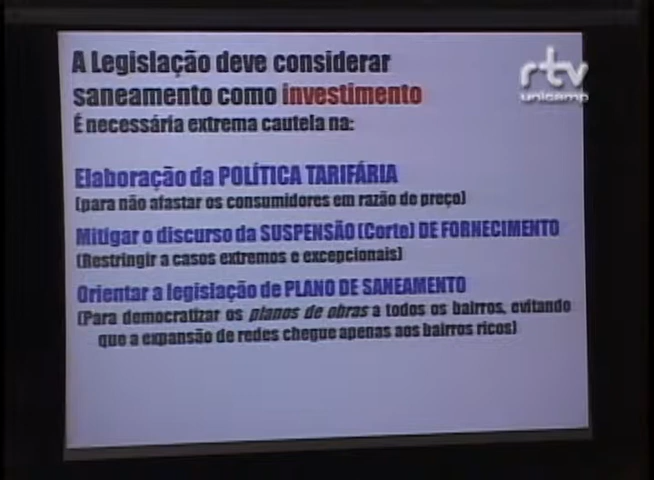 A Legislação deve considerar
saneamento como investimento
É necessária extrema cautela na:
Elaboração da POLÍTICA TARIFÁRIA
(para não afastar os consumidores em razão de preço)
Mitigar o discurso da SUSPENSÃO (Corte) DE FORNECIMENTO
(Restringir a casos extremos e excepcionais)
Orientar a legislação de PLANO DE SANEAMENTO
(Para democratizar os planos de obras a todos os bairros, evitando
que a expansão de redes chegue apenas aos bairros ricos)
rtv
unicamp